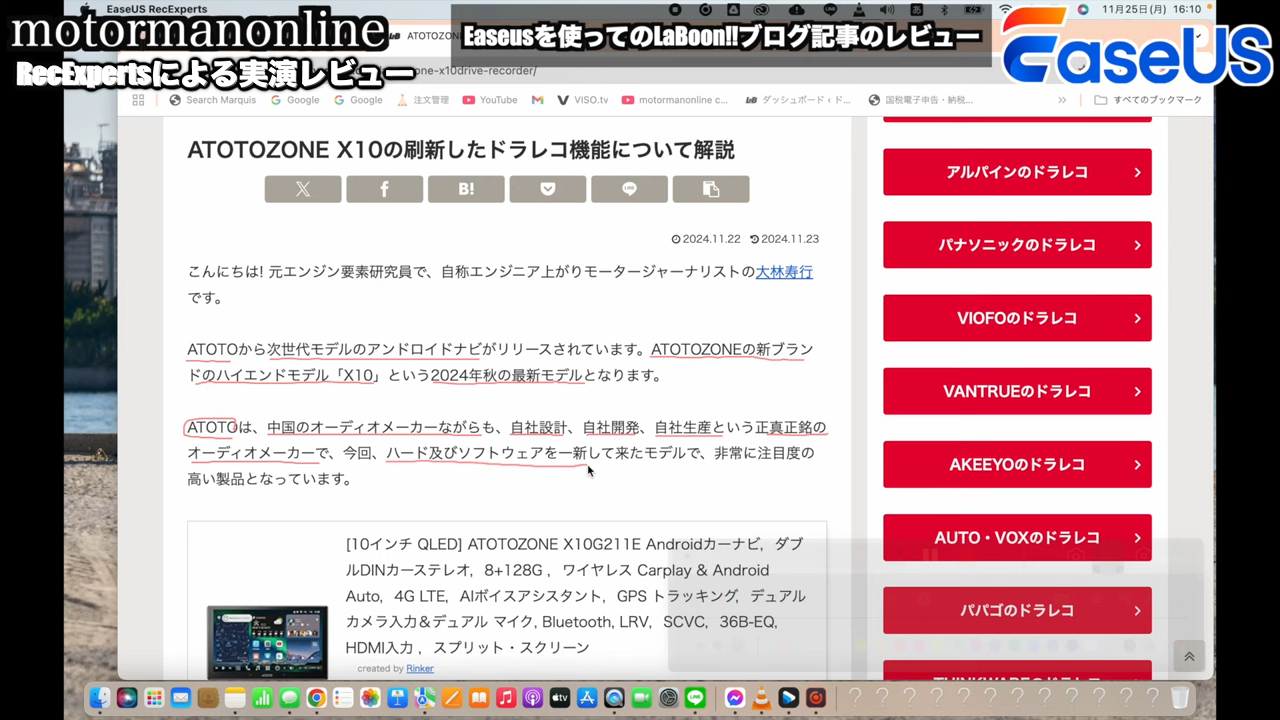 EaseUS RecExperts
11月25日(月) 16:10
motormanonline
Easeusを使ってのLaBoon!!ブログ記事のレビュー
EaseUS
RecExpertsによる実演レビュー
one-x10drive-recorder/
Search Marquis
Google
Google
注文管理
YouTube
VISO.tv
motormanonline c...
ダッシュボード・ド...
国税電子申告・納税...
すべてのブックマーク
ATOTOZONE X10の刷新したドラレコ機能について解説
B!
2024.11.22 2024.11.23
こんにちは! 元エンジン要素研究員で、自称エンジニア上がりモータージャーナリストの大林寿行
です。
ATOTOから次世代モデルのアンドロイドナビがリリースされています。ATOTOZONEの新ブラン
ドのハイエンドモデル「X10」という2024年秋の最新モデルとなります。
ATOTOは、中国のオーディオメーカーながらも、自社設計、自社開発、自社生産という正真正銘の
オーディオメーカーで、今回、ハード及びソフトウェアを一新して来たモデルで、非常に注目度の
高い製品となっています。
[10インチ QLED] ATOTOZONE X10G211E Androidカーナビ, ダブ
ルDINカーステレオ, 8+128G , ワイヤレス Carplay & Android
Auto, 4G LTE, AIボイスアシスタント, GPS トラッキング, デュアル
カメラ入力＆デュアル マイク, Bluetooth, LRV, SCVC, 36B-EQ,
HDMI入力 , スプリット・スクリーン
created by Rinker
アルパインのドラレコ
パナソニックのドラレコ
VIOFOのドラレコ
VANTRUEのドラレコ
AKEEYOのドラレコ
AUTO・VOXのドラレコ
パパゴのドラレコ
THINKWAREのドラレコ